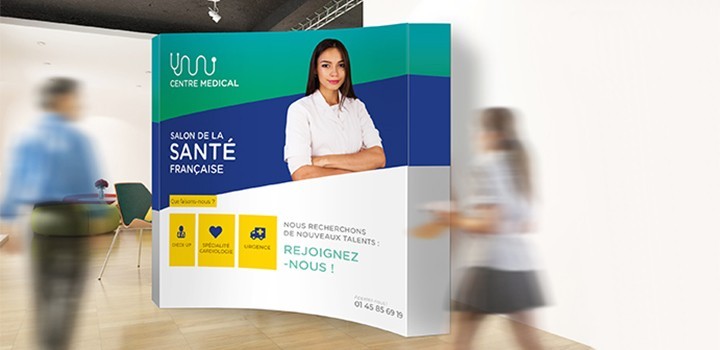 CENTRE MEDICAL
SALON DE LA
SANTÉ
FRANÇAISE
Que faisons-nous ?
CHECK UP
SPÉCIALITÉ
CARDIOLOGIE
URGENCE
NOUS RECHERCHONS
DE NOUVEAUX TALENTS :
REJOIGNEZ
-NOUS !
01 45 85 69 19